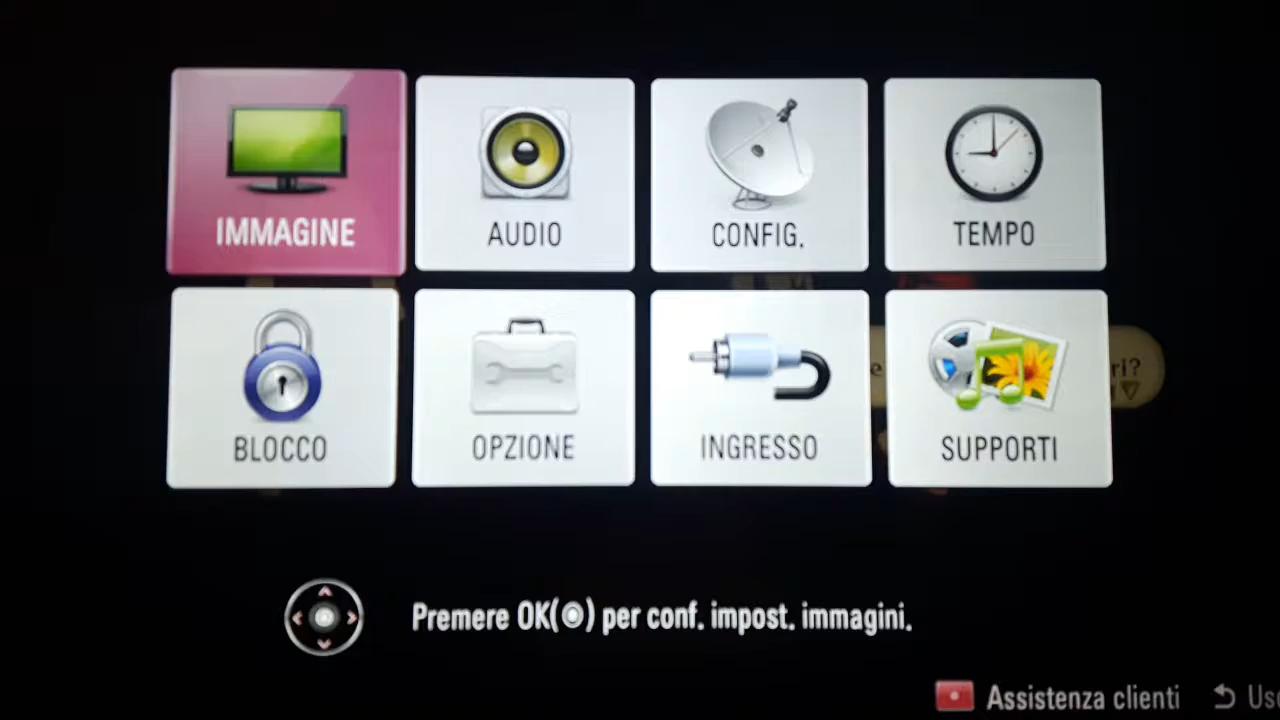 IMMAGINE
AUDIO
CONFIG.
TEMPO
BLOCCO
OPZIONE
INGRESSO
SUPPORTI
Premere OK( ) per conf. impost. immagini.
Assistenza clienti